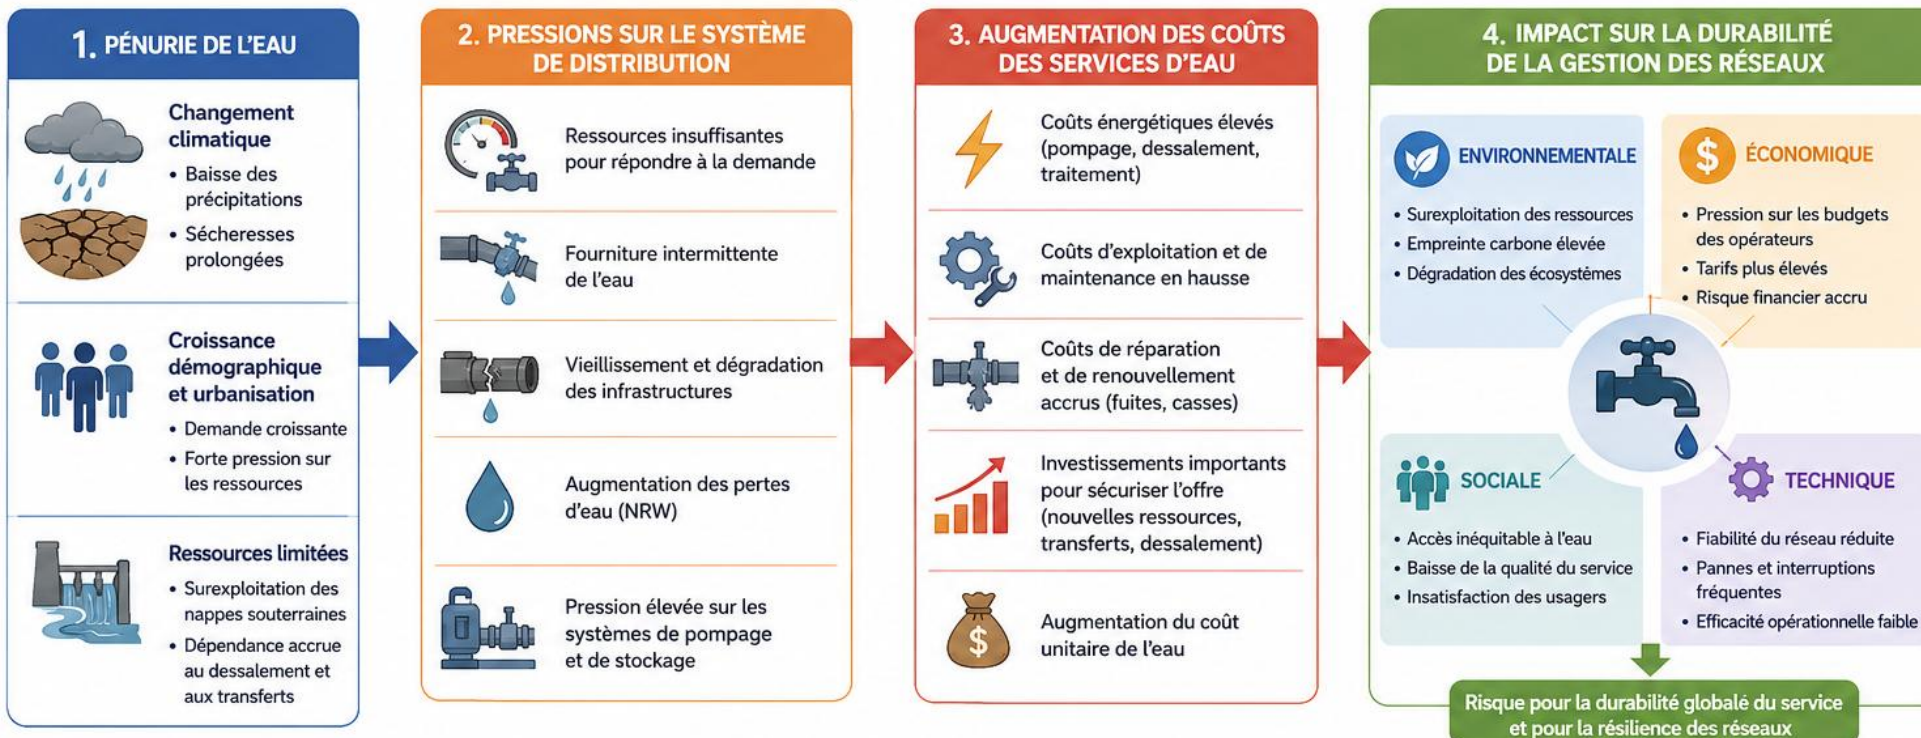 1. PÉNURIE DE L'EAU
Changement
climatique
• Baisse des
précipitations
• Sécheresses
prolongées
Croissance
démographique
et urbanisation
• Demande croissante
• Forte pression sur
les ressources
Ressources limitées
• Surexploitation des
nappes souterraines
• Dépendance accrue
au dessalement et
aux transferts
2. PRESSIONS SUR LE SYSTÈME
DE DISTRIBUTION
Ressources insuffisantes
pour répondre à la demande
Fourniture intermittente
de l'eau
Vieillissement et dégradation
des infrastructures
Augmentation des pertes
d'eau (NRW)
Pression élevée sur les
systèmes de pompage
et de stockage
3. AUGMENTATION DES COÛTS
DES SERVICES D'EAU
Coûts énergétiques élevés
(pompage, dessalement,
traitement)
Coûts d'exploitation et de
maintenance en hausse
Coûts de réparation
et de renouvellement
accrus (fuites, casses)
Investissements importants
pour sécuriser l'offre
(nouvelles ressources,
transferts, dessalement)
$
Augmentation du coût
unitaire de l'eau
4. IMPACT SUR LA DURABILITÉ
DE LA GESTION DES RÉSEAUX
ENVIRONNEMENTALE
• Surexploitation des ressources
• Empreinte carbone élevée
• Dégradation des écosystèmes
$ ÉCONOMIQUE
• Pression sur les budgets
des opérateurs
• Tarifs plus élevés
• Risque financier accru
SOCIALE
• Accès inéquitable à l'eau
• Baisse de la qualité du service
• Insatisfaction des usagers
TECHNIQUE
• Fiabilité du réseau réduite
• Pannes et interruptions
fréquentes
• Efficacité opérationnelle faible
Risque pour la durabilité globalé du service
et pour la résilience des réseaux